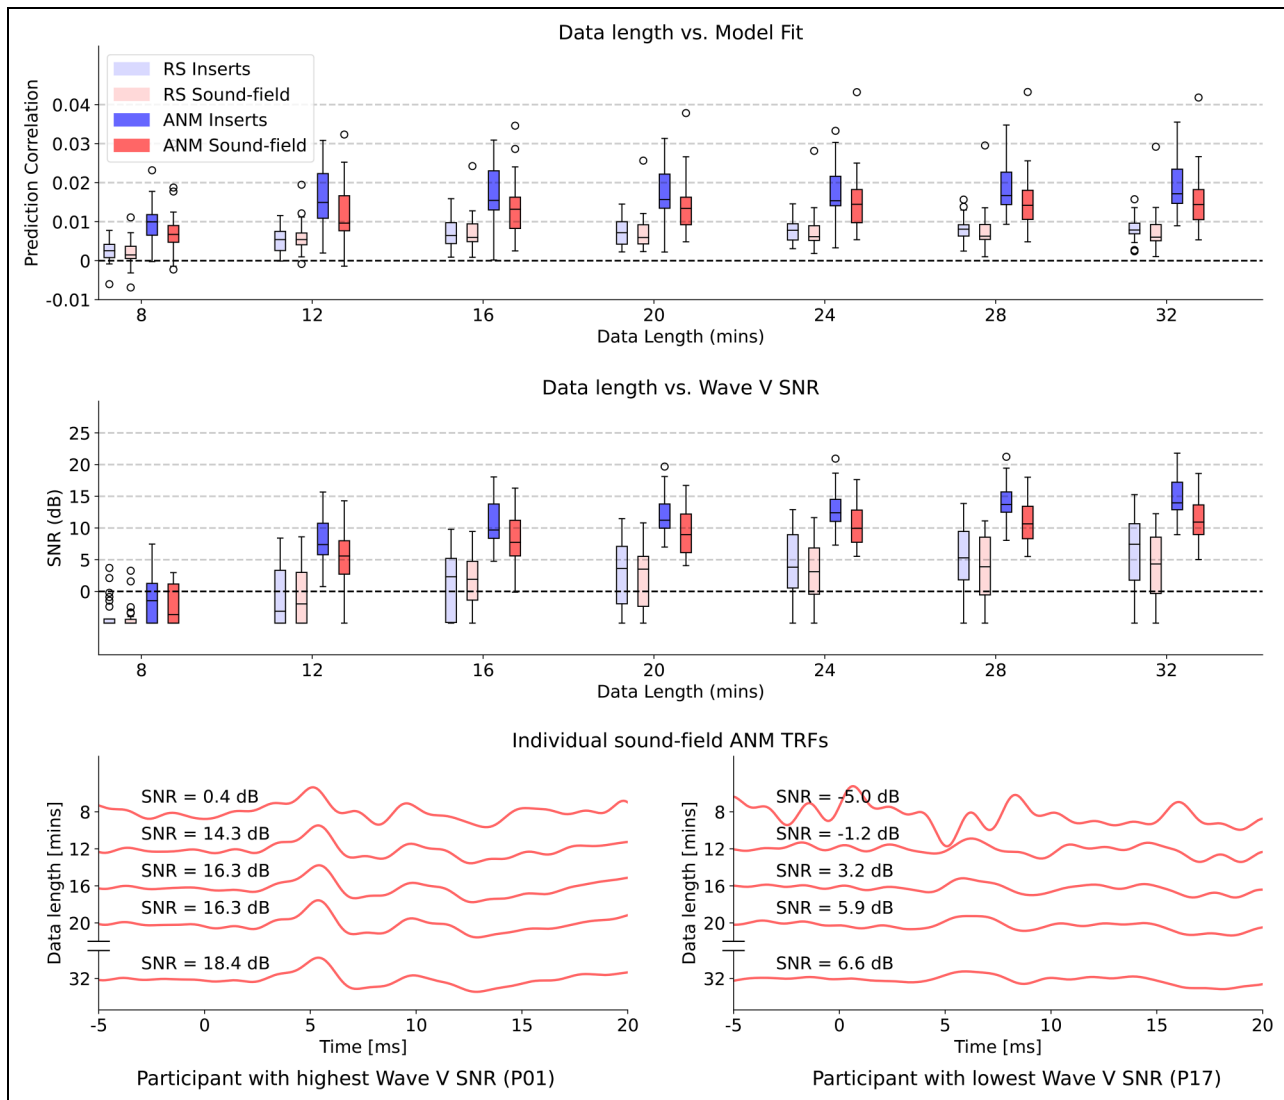 Data length vs. Model Fit
RS Inserts
RS Sound-field
ANM Inserts
ANM Sound-field
Prediction Correlation
0.04
0.03
0.02
0.01
0
-0.01
8 12 16 20 24 28 32
Data Length (mins)
Data length vs. Wave V SNR
SNR (dB)
25
20
15
10
5
0
8 12 16 20 24 28 32
Data Length (mins)
Individual sound-field ANM TRFs
Data length [mins]
8
12
16
20
32
SNR = 0.4 dB
SNR = 14.3 dB
SNR = 16.3 dB
SNR = 16.3 dB
SNR = 18.4 dB
-5 0 5 10 15 20
Time [ms]
Participant with highest Wave V SNR (P01)
Data length [mins]
8
12
16
20
32
SNR = -5.0 dB
SNR = -1.2 dB
SNR = 3.2 dB
SNR = 5.9 dB
SNR = 6.6 dB
-5 0 5 10 15 20
Time [ms]
Participant with lowest Wave V SNR (P17)